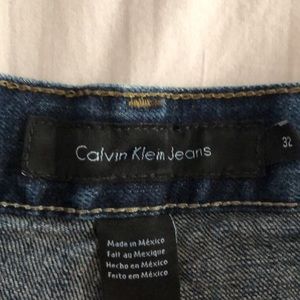 Calvin Klein Jeans
32
Made in México
Fait au Mexique
Hecho en México
Feito em México